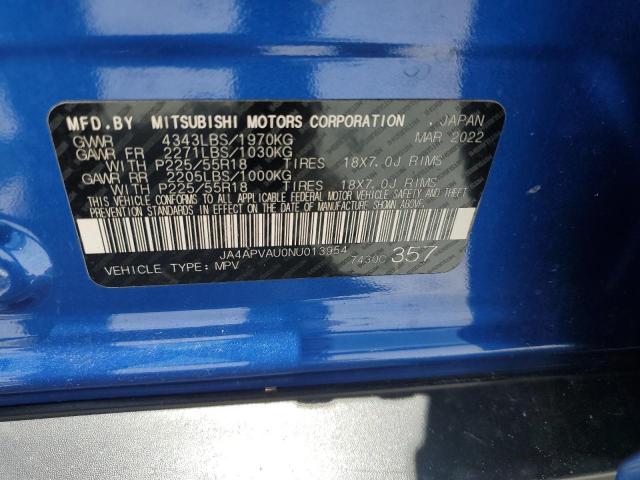 MFD.BY MITSUBISHI MOTORS CORPORATION . JAPAN
GVWR 4343LBS/1970KG MAR 2022
GAWR FR 2271LBS/1030KG
WITH P225/55R18 TIRES 18X7.0J RIMS
GAWR RR 2205LBS/1000KG
WITH P225/55R18 TIRES 18X7.0J RIMS
THIS VEHICLE CONFORMS TO ALL APPLICABLE FEDERAL MOTOR VEHICLE SAFETY AND THEFT
PREVENTION STANDARDS IN EFFECT ON THE DATE OF MANUFACTURE SHOWN ABOVE.
JA4APVAU0NU013954
VEHICLE TYPE: MPV 7430C 357